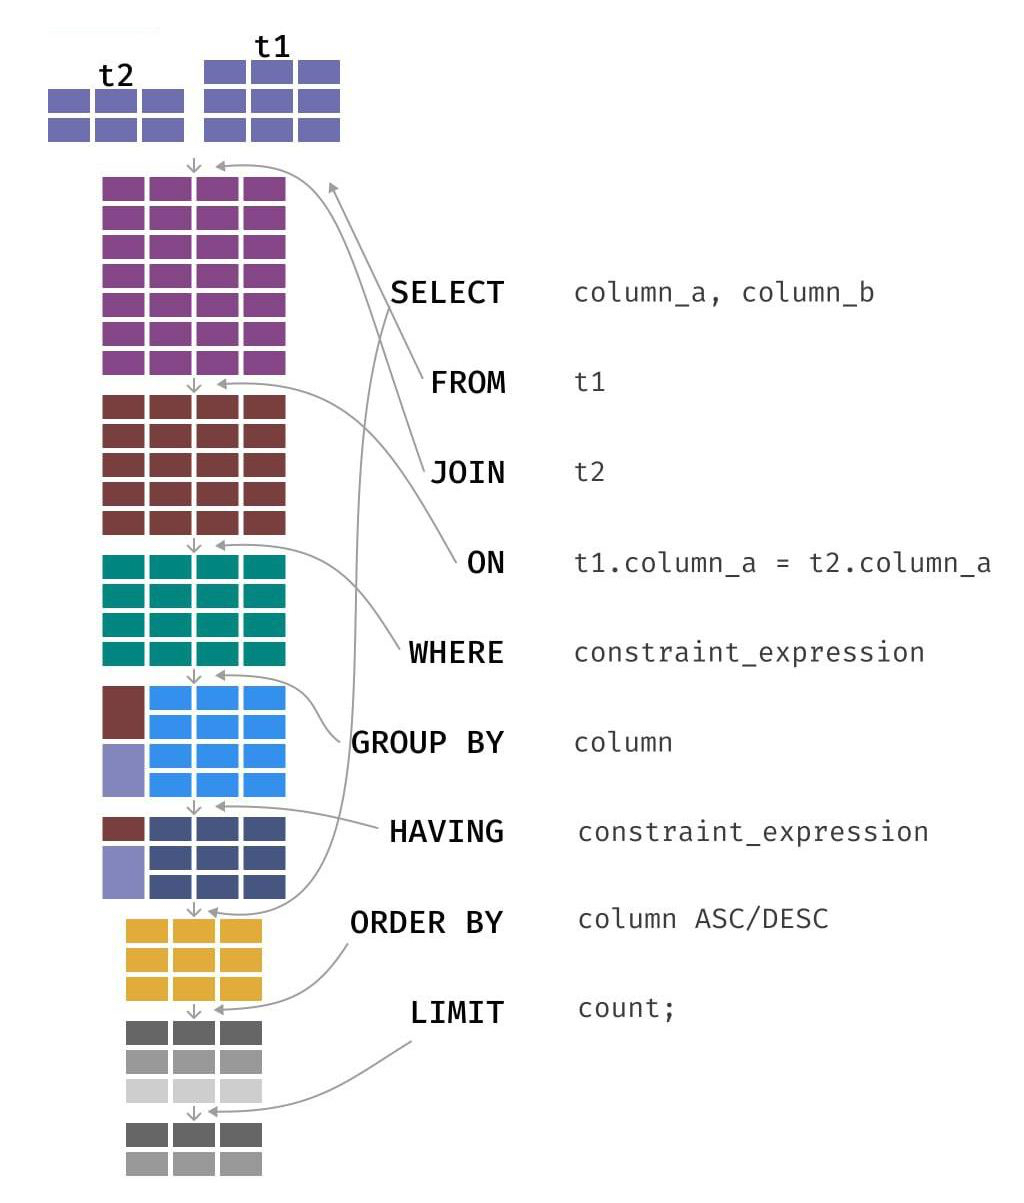 t1
t2
SELECT column_a, column_b
FROM t1
JOIN t2
ON t1.column_a = t2.column_a
WHERE constraint_expression
GROUP BY column
HAVING constraint_expression
ORDER BY column ASC/DESC
LIMIT count;